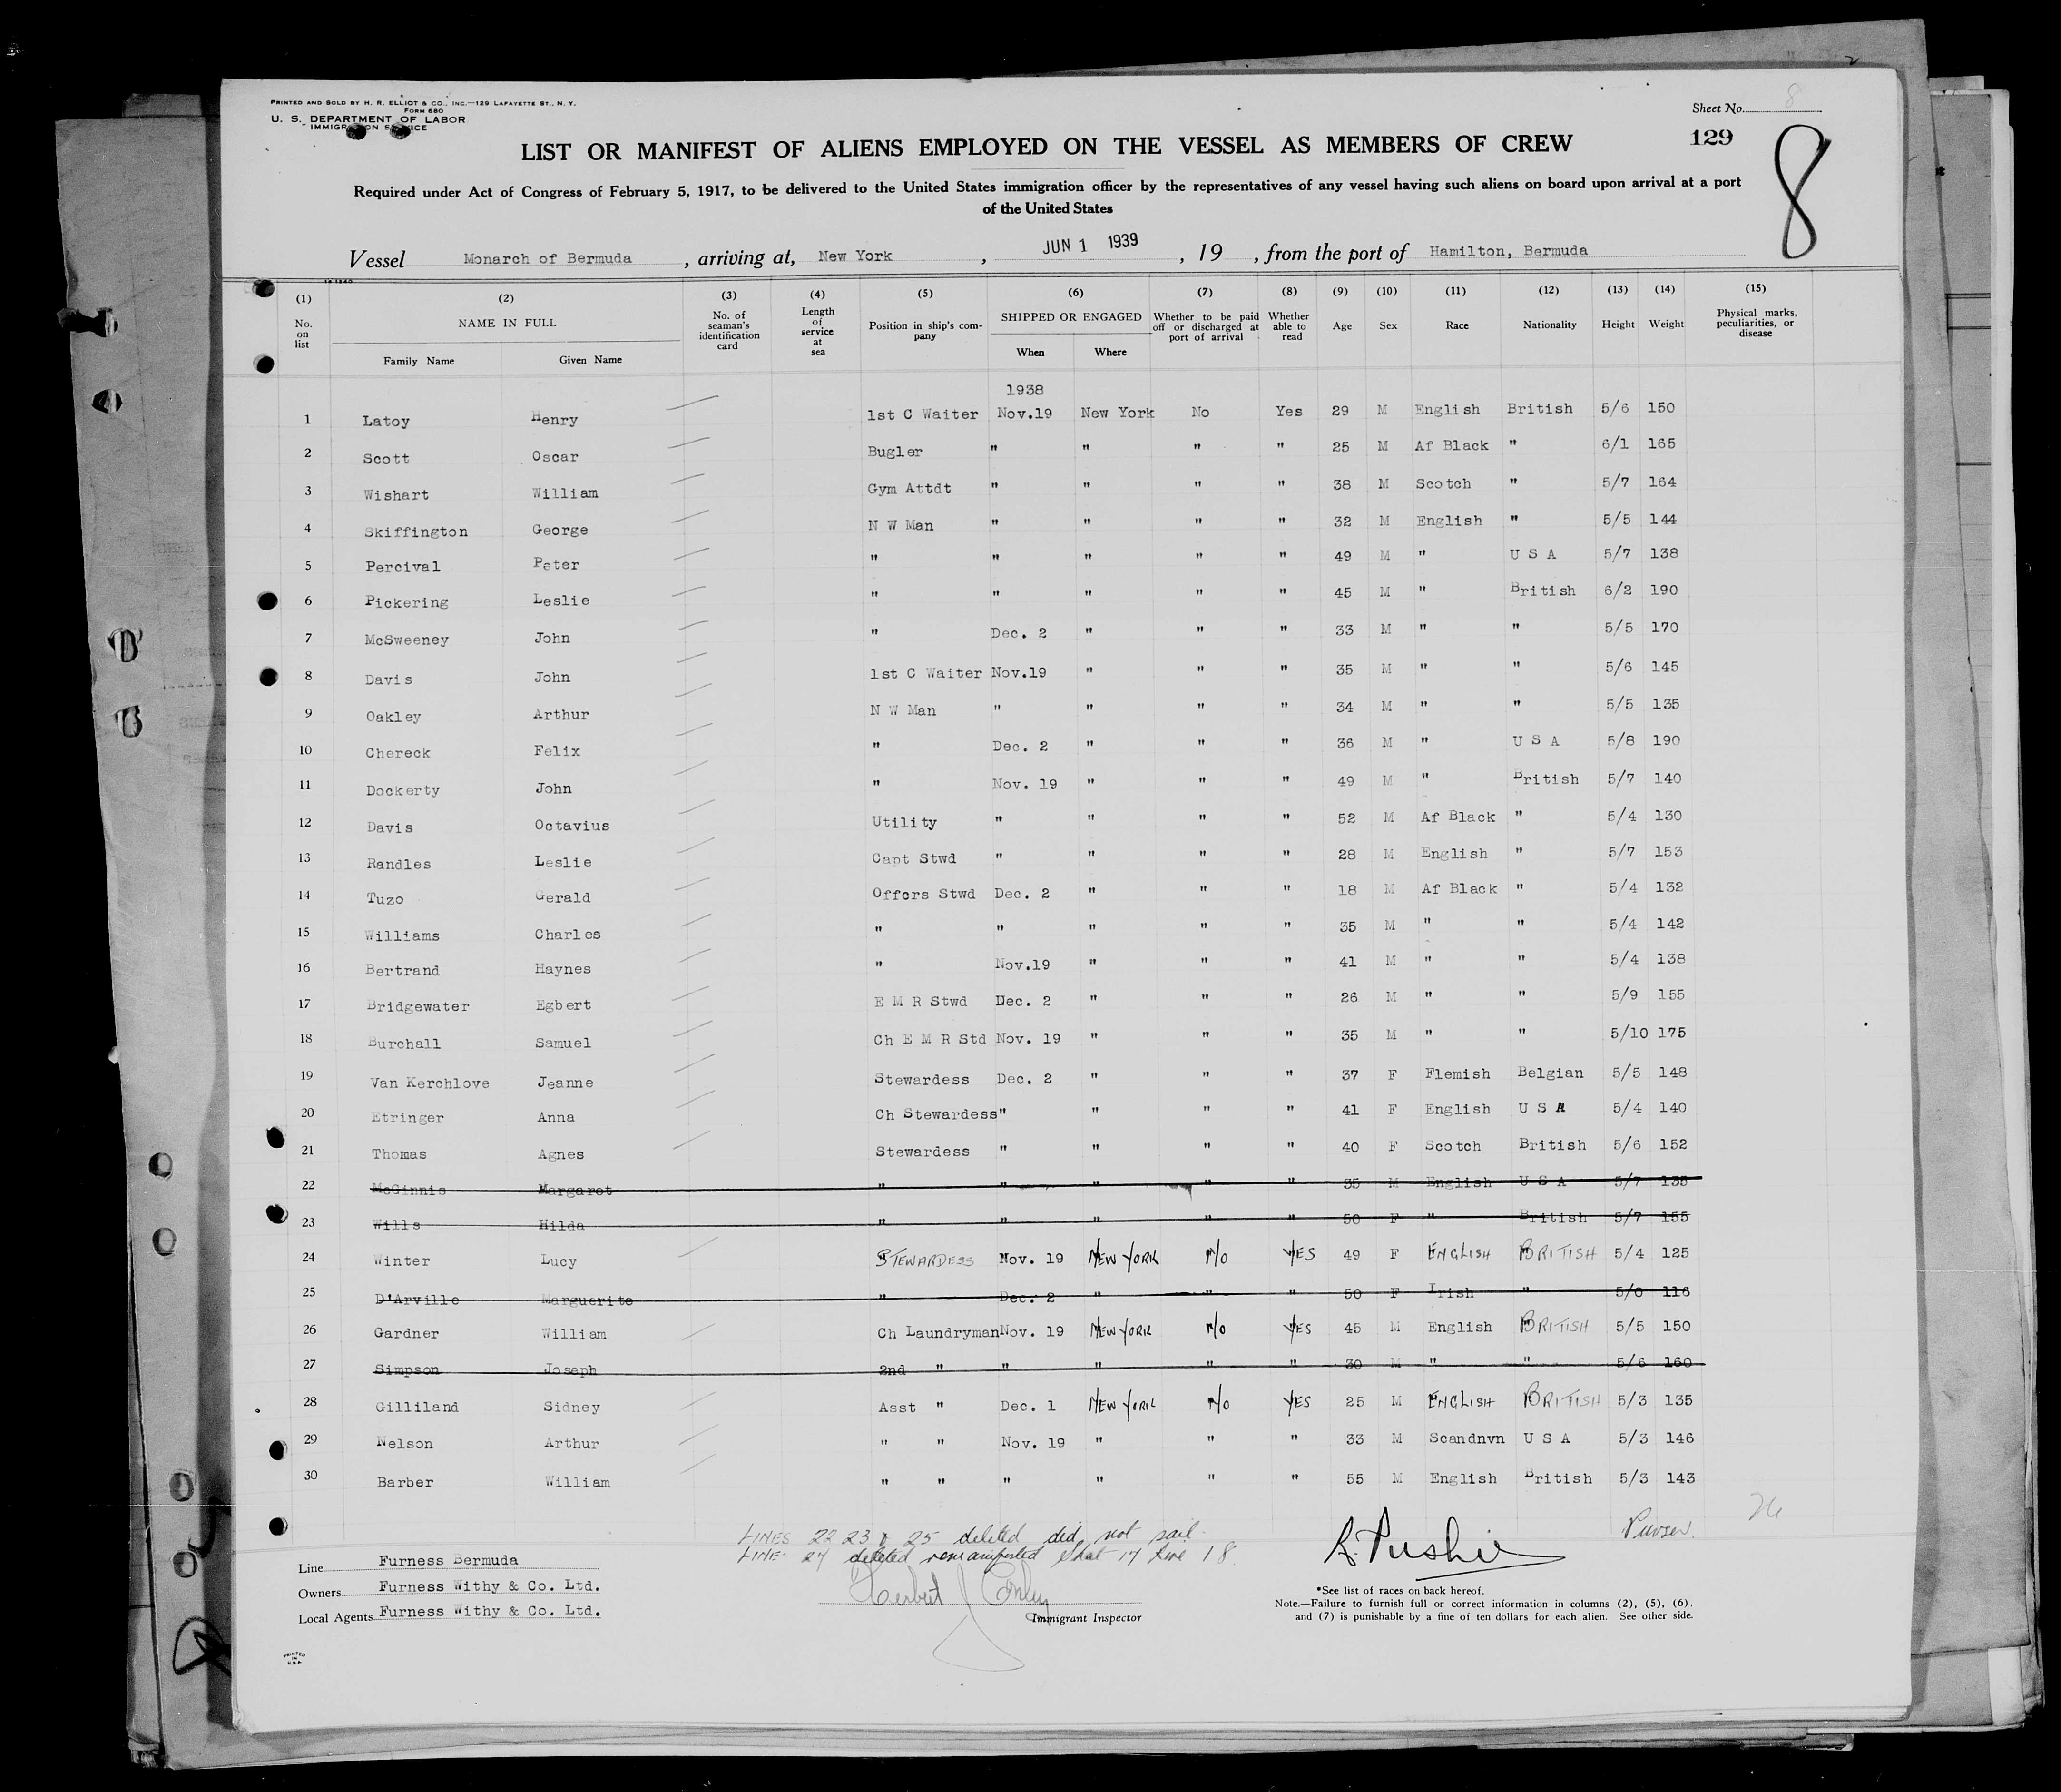 PRINTED AND SOLD BY H. R. ELLIOT & CO., INC.—129 LAFAYETTE ST., N. Y.
FORM 680
U. S. DEPARTMENT OF LABOR
IMMIGRATION SERVICE
Sheet No. 8
129
8
LIST OR MANIFEST OF ALIENS EMPLOYED ON THE VESSEL AS MEMBERS OF CREW
Required under Act of Congress of February 5, 1917, to be delivered to the United States immigration officer by the representatives of any vessel having such aliens on board upon arrival at a port
of the United States
Vessel Monarch of Bermuda, arriving at, New York, JUN 1 1939, 19 , from the port of Hamilton, Bermuda
(1) (2) (3) (4) (5) (6) (7) (8) (9) (10) (11) (12) (13) (14) (15)
No. on list NAME IN FULL Family Name Given Name No. of seaman's identification card Length of service at sea Position in ship's company SHIPPED OR ENGAGED When Where Whether to be paid off or discharged at port of arrival Whether able to read Age Sex Race Nationality Height Weight Physical marks, peculiarities, or disease
1938
1 Latoy Henry 1st C Waiter Nov.19 New York No Yes 29 M English British 5/6 150
2 Scott Oscar Bugler " " " " 25 M Af Black " 6/1 165
3 Wishart William Gym Attdt " " " " 38 M Scotch " 5/7 164
4 Skiffington George N W Man " " " " 32 M English " 5/5 144
5 Percival Peter " " " " " 49 M " U S A 5/7 138
6 Pickering Leslie " " " " " 45 M " British 6/2 190
7 McSweeney John " Dec. 2 " " " 33 M " " 5/5 170
8 Davis John 1st C Waiter Nov.19 " " " 35 M " " 5/6 145
9 Oakley Arthur N W Man " " " " 34 M " " 5/5 135
10 Chereck Felix " Dec. 2 " " " 36 M " U S A 5/8 190
11 Dockerty John " Nov. 19 " " " 49 M " British 5/7 140
12 Davis Octavius Utility " " " " 52 M Af Black " 5/4 130
13 Randles Leslie Capt Stwd " " " " 28 M English " 5/7 153
14 Tuzo Gerald Offcrs Stwd Dec. 2 " " " 18 M Af Black " 5/4 132
15 Williams Charles " " " " " 35 M " " 5/4 142
16 Bertrand Haynes " Nov.19 " " " 41 M " " 5/4 138
17 Bridgewater Egbert E M R Stwd Dec. 2 " " " 26 M " " 5/9 155
18 Burchall Samuel Ch E M R Std Nov. 19 " " " 35 M " " 5/10 175
19 Van Kerchlove Jeanne Stewardess Dec. 2 " " " 37 F Flemish Belgian 5/5 148
20 Etringer Anna Ch Stewardess " " " " 41 F English U S A 5/4 140
21 Thomas Agnes Stewardess " " " " 40 F Scotch British 5/6 152
22 McGinnis Margaret " " " " " 35 M English U S A 5/7 135
23 Wills Hilda " " " " " 50 F " British 5/7 155
24 Winter Lucy STEWARDESS Nov. 19 NEW YORK NO YES 49 F ENGLISH BRITISH 5/4 125
25 D'Arville Marguerite " Dec. 2 " " " 50 F Irish " 5/0 116
26 Gardner William Ch Laundryman Nov. 19 NEW YORK NO YES 45 M English BRITISH 5/5 150
27 Simpson Joseph 2nd " " " " " 30 M " " 5/6 160
28 Gilliland Sidney Asst " Dec. 1 NEW YORK NO YES 25 M ENGLISH BRITISH 5/3 135
29 Nelson Arthur " " Nov. 19 " " " 33 M Scandnvn U S A 5/3 146
30 Barber William " " " " " " 55 M English British 5/3 143
26
LINES 22 23 & 25 deleted did not sail.
LINE 27 deleted remanifested sheet 17 line 18
Purser.
Line Furness Bermuda
Owners Furness Withy & Co. Ltd.
Local Agents Furness Withy & Co. Ltd.
Immigrant Inspector
*See list of races on back hereof.
NOTE.—Failure to furnish full or correct information in columns (2), (5), (6),
and (7) is punishable by a fine of ten dollars for each alien. See other side.
PRINTED
IN
U.S.A.